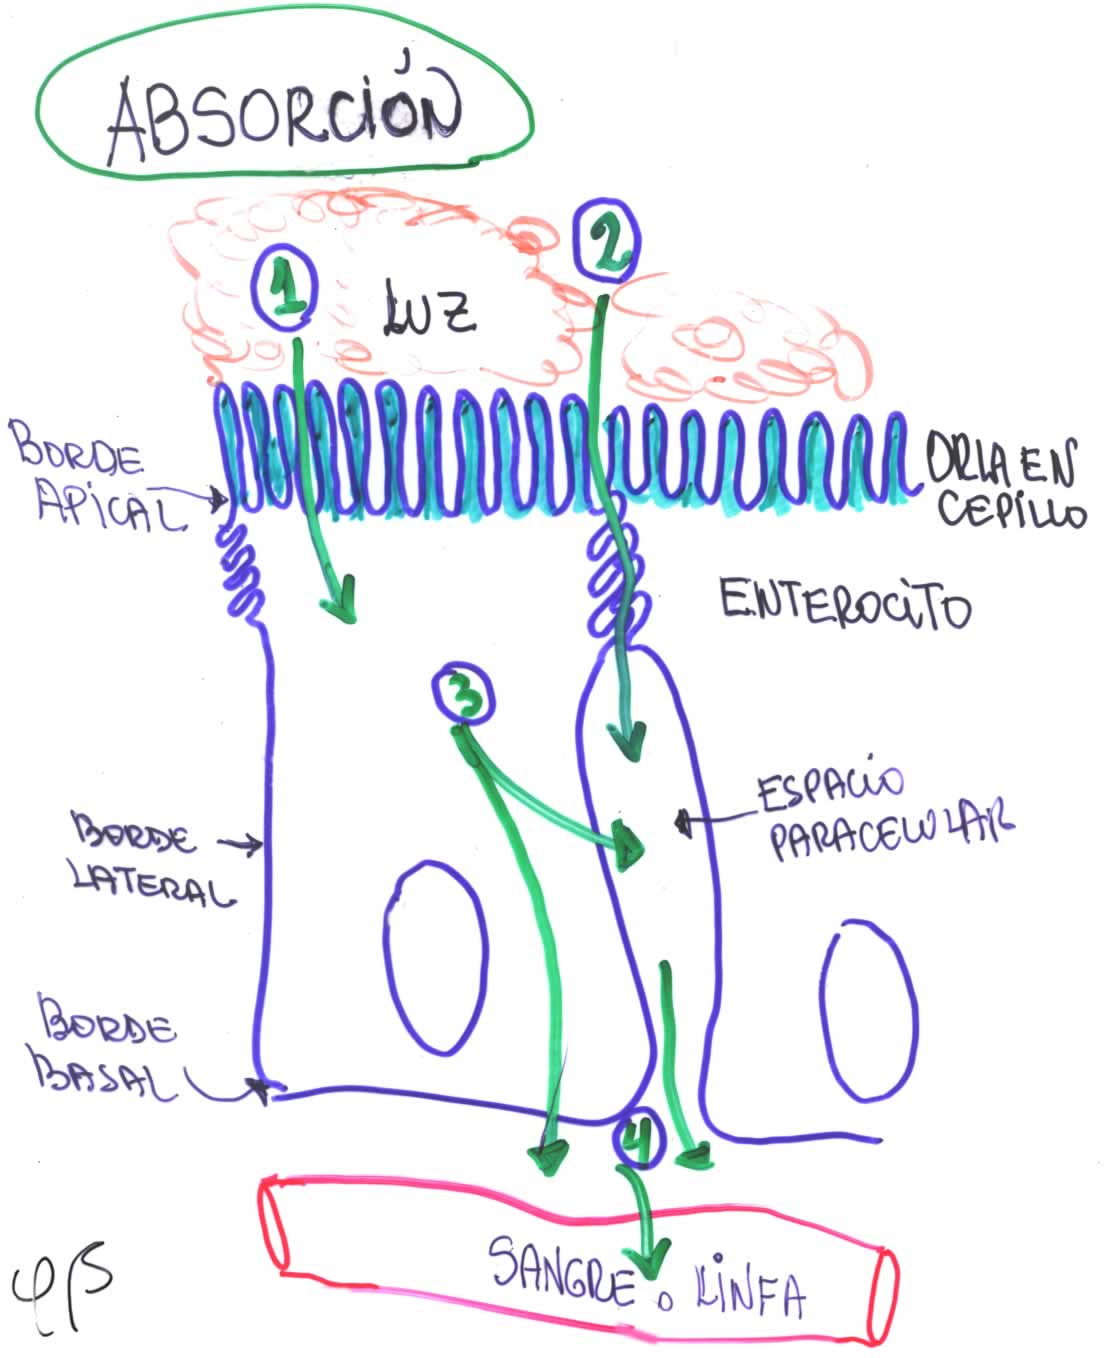 ABSORCIÓN
1
2
LUZ
BORDE
APICAL
ORLA EN
CEPILLO
ENTEROCITO
3
ESPACIO
PARACELULAR
BORDE
LATERAL
BORDE
BASAL
4
SANGRE o LINFA